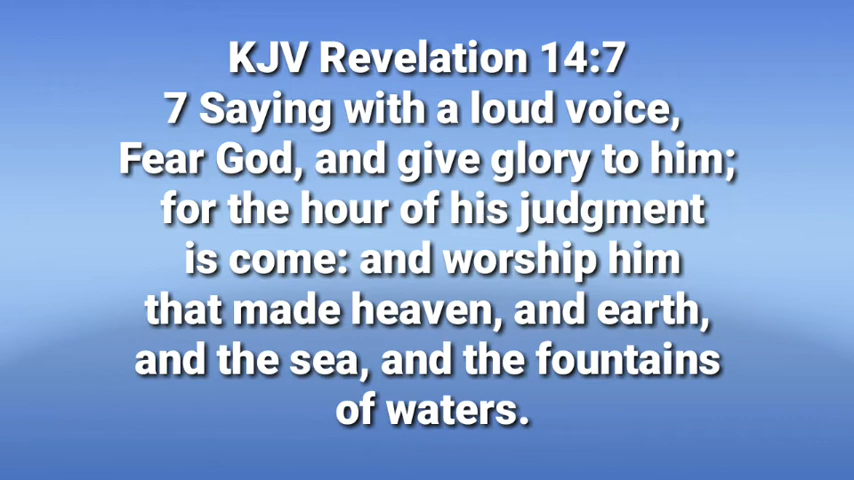 KJV Revelation 14:7
7 Saying with a loud voice,
Fear God, and give glory to him;
for the hour of his judgment
is come: and worship him
that made heaven, and earth,
and the sea, and the fountains
of waters.